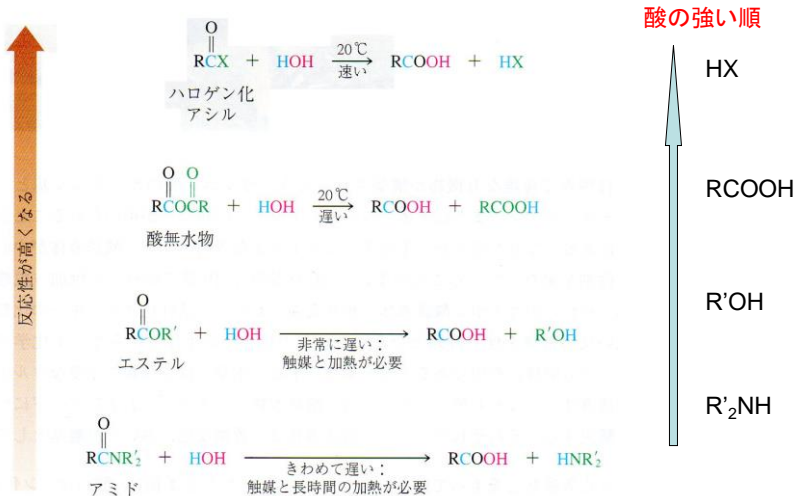 酸の強い順
反応性が高くなる
O
RCX + HOH 20℃ 速い RCOOH + HX
ハロゲン化
アシル
HX
O O
RCOCR + HOH 20℃ 遅い RCOOH + RCOOH
酸無水物
RCOOH
O
RCOR′ + HOH 非常に遅い：
触媒と加熱が必要 RCOOH + R′OH
エステル
R’OH
O
RCNR′₂ + HOH きわめて遅い：
触媒と長時間の加熱が必要 RCOOH + HNR′₂
アミド
R’₂NH